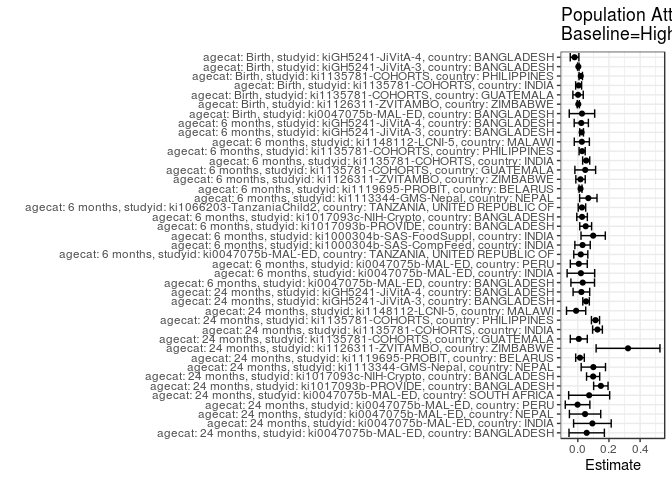 Population Att
Baseline=High
agecat: Birth, studyid: kiGH5241-JiVitA-4, country: BANGLADESH
agecat: Birth, studyid: kiGH5241-JiVitA-3, country: BANGLADESH
agecat: Birth, studyid: ki1135781-COHORTS, country: PHILIPPINES
agecat: Birth, studyid: ki1135781-COHORTS, country: INDIA
agecat: Birth, studyid: ki1135781-COHORTS, country: GUATEMALA
agecat: Birth, studyid: ki1126311-ZVITAMBO, country: ZIMBABWE
agecat: Birth, studyid: ki0047075b-MAL-ED, country: BANGLADESH
agecat: 6 months, studyid: kiGH5241-JiVitA-4, country: BANGLADESH
agecat: 6 months, studyid: kiGH5241-JiVitA-3, country: BANGLADESH
agecat: 6 months, studyid: ki1148112-LCNI-5, country: MALAWI
agecat: 6 months, studyid: ki1135781-COHORTS, country: PHILIPPINES
agecat: 6 months, studyid: ki1135781-COHORTS, country: INDIA
agecat: 6 months, studyid: ki1135781-COHORTS, country: GUATEMALA
agecat: 6 months, studyid: ki1126311-ZVITAMBO, country: ZIMBABWE
agecat: 6 months, studyid: ki1119695-PROBIT, country: BELARUS
agecat: 6 months, studyid: ki1113344-GMS-Nepal, country: NEPAL
agecat: 6 months, studyid: ki1066203-TanzaniaChild2, country: TANZANIA, UNITED REPUBLIC OF
agecat: 6 months, studyid: ki1017093c-NIH-Crypto, country: BANGLADESH
agecat: 6 months, studyid: ki1017093b-PROVIDE, country: BANGLADESH
agecat: 6 months, studyid: ki1000304b-SAS-FoodSuppl, country: INDIA
agecat: 6 months, studyid: ki1000304b-SAS-CompFeed, country: INDIA
agecat: 6 months, studyid: ki0047075b-MAL-ED, country: TANZANIA, UNITED REPUBLIC OF
agecat: 6 months, studyid: ki0047075b-MAL-ED, country: PERU
agecat: 6 months, studyid: ki0047075b-MAL-ED, country: INDIA
agecat: 6 months, studyid: ki0047075b-MAL-ED, country: BANGLADESH
agecat: 24 months, studyid: kiGH5241-JiVitA-4, country: BANGLADESH
agecat: 24 months, studyid: kiGH5241-JiVitA-3, country: BANGLADESH
agecat: 24 months, studyid: ki1148112-LCNI-5, country: MALAWI
agecat: 24 months, studyid: ki1135781-COHORTS, country: PHILIPPINES
agecat: 24 months, studyid: ki1135781-COHORTS, country: INDIA
agecat: 24 months, studyid: ki1135781-COHORTS, country: GUATEMALA
agecat: 24 months, studyid: ki1126311-ZVITAMBO, country: ZIMBABWE
agecat: 24 months, studyid: ki1119695-PROBIT, country: BELARUS
agecat: 24 months, studyid: ki1113344-GMS-Nepal, country: NEPAL
agecat: 24 months, studyid: ki1017093c-NIH-Crypto, country: BANGLADESH
agecat: 24 months, studyid: ki1017093b-PROVIDE, country: BANGLADESH
agecat: 24 months, studyid: ki0047075b-MAL-ED, country: SOUTH AFRICA
agecat: 24 months, studyid: ki0047075b-MAL-ED, country: PERU
agecat: 24 months, studyid: ki0047075b-MAL-ED, country: NEPAL
agecat: 24 months, studyid: ki0047075b-MAL-ED, country: INDIA
agecat: 24 months, studyid: ki0047075b-MAL-ED, country: BANGLADESH
0.0 0.2 0.4
Estimate